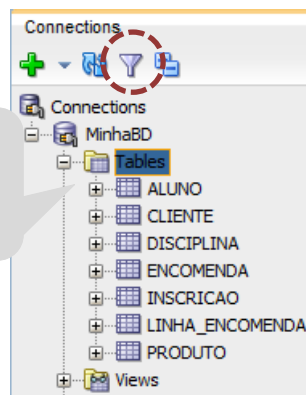 Connections
Connections
MinhaBD
Tables
ALUNO
CLIENTE
DISCIPLINA
ENCOMENDA
INSCRICAO
LINHA_ENCOMENDA
PRODUTO
Views